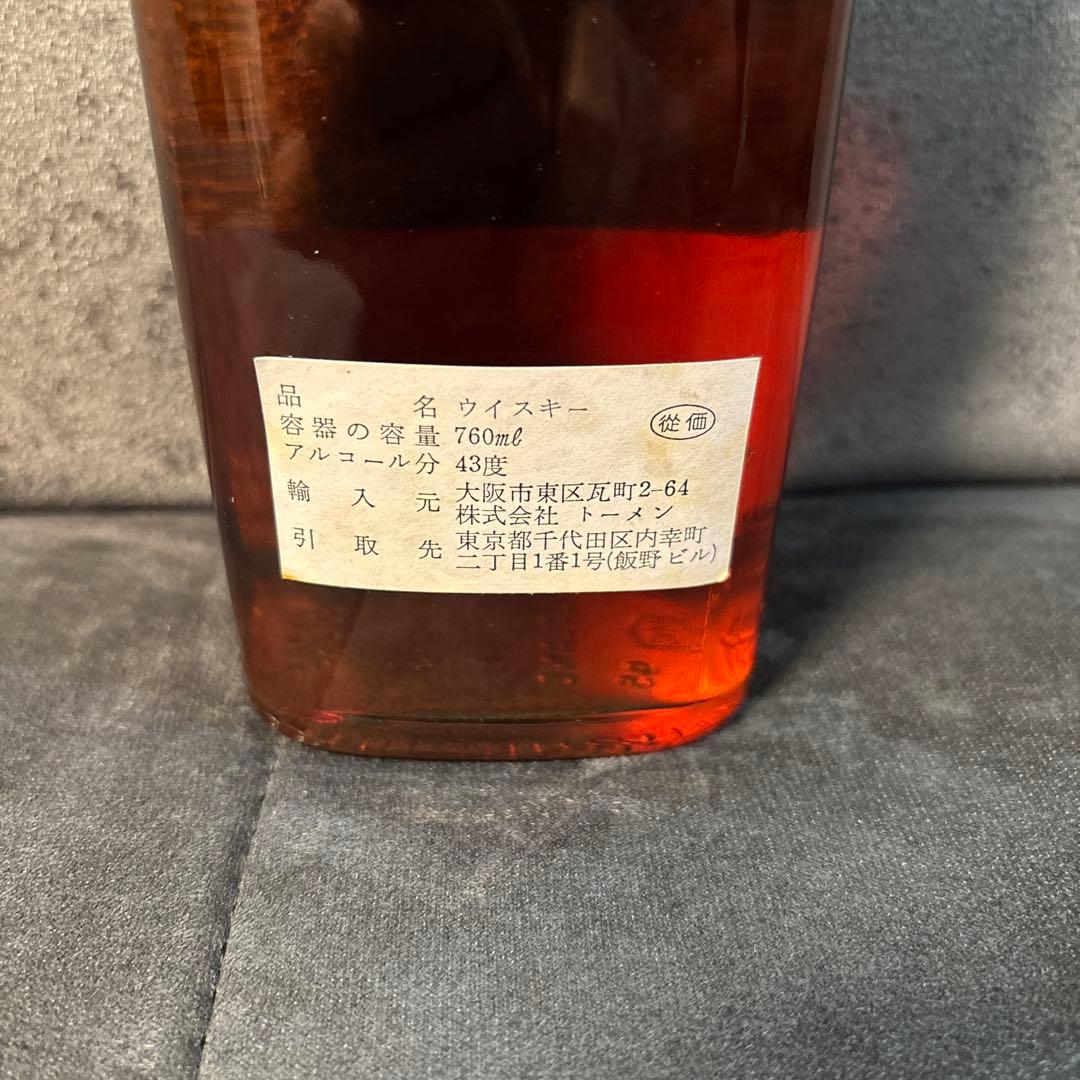 品名 ウイスキー
従価
容器の容量 760ml
アルコール分 43度
輸入元 大阪市東区瓦町2-64
株式会社 トーメン
引取先 東京都千代田区内幸町
二丁目1番1号(飯野ビル)